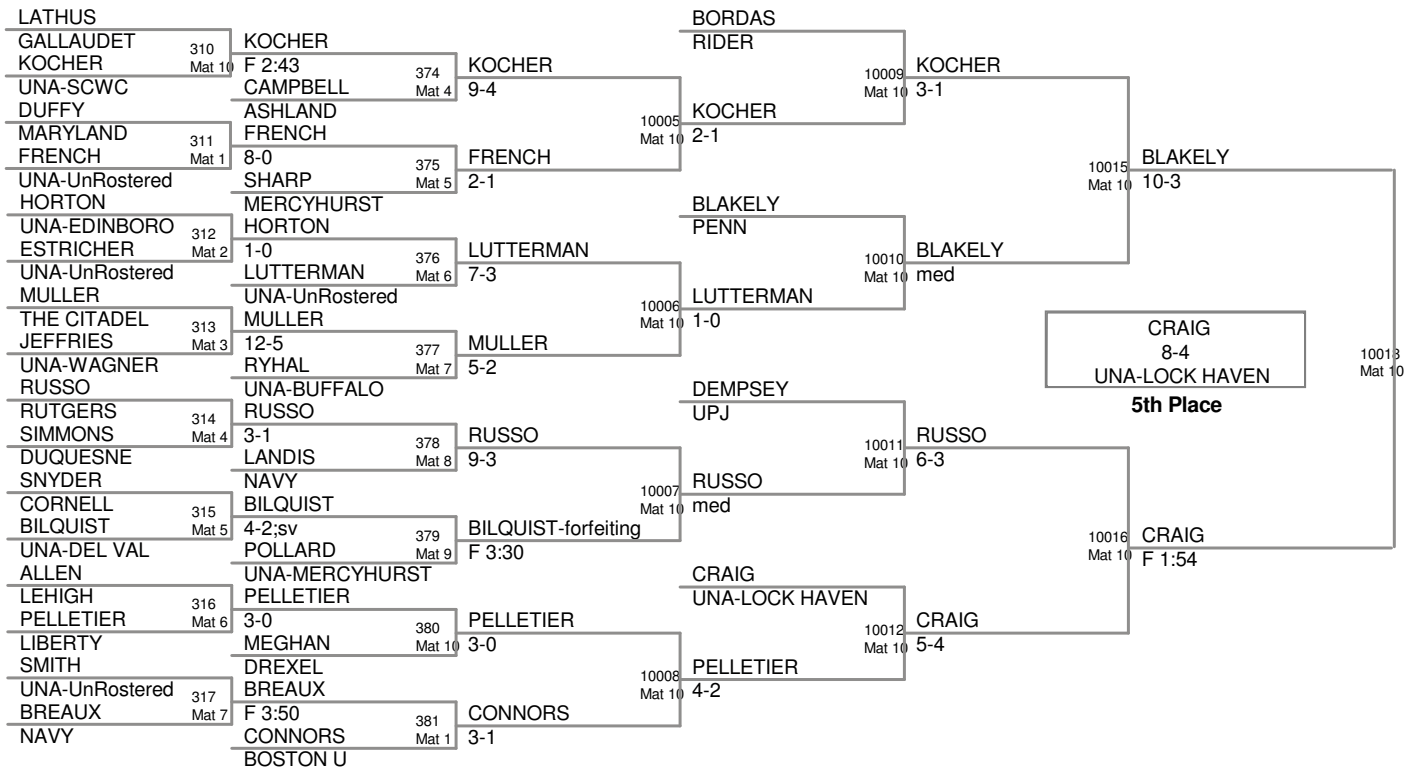 LATHUS
GALLAUDET
310
KOCHER
Mat 10
UNA-SCWC
DUFFY
MARYLAND
311
FRENCH
Mat 1
UNA-UnRostered
HORTON
UNA-EDINBORO
312
ESTRICHER
Mat 2
UNA-UnRostered
MULLER
THE CITADEL
313
JEFFRIES
Mat 3
UNA-WAGNER
RUSSO
RUTGERS
314
SIMMONS
Mat 4
DUQUESNE
SNYDER
CORNELL
315
BILQUIST
Mat 5
UNA-DEL VAL
ALLEN
LEHIGH
316
PELLETIER
Mat 6
LIBERTY
SMITH
UNA-UnRostered
317
BREAUX
Mat 7
NAVY
KOCHER
F 2:43
374
CAMPBELL
Mat 4
ASHLAND
FRENCH
8-0
375
SHARP
Mat 5
MERCYHURST
HORTON
1-0
376
LUTTERMAN
Mat 6
UNA-UnRostered
MULLER
12-5
377
RYHAL
Mat 7
UNA-BUFFALO
RUSSO
3-1
378
LANDIS
Mat 8
NAVY
BILQUIST
4-2;sv
379
POLLARD
Mat 9
UNA-MERCYHURST
PELLETIER
3-0
380
MEGHAN
Mat 10
DREXEL
BREAUX
F 3:50
381
CONNORS
Mat 1
BOSTON U
KOCHER
9-4
10005
Mat 10
FRENCH
2-1
LUTTERMAN
7-3
10006
Mat 10
MULLER
5-2
RUSSO
9-3
10007
Mat 10
BILQUIST-forfeiting
F 3:30
PELLETIER
3-0
10008
Mat 10
CONNORS
3-1
BORDAS
RIDER
10009
Mat 10
KOCHER
2-1
BLAKELY
PENN
10010
Mat 10
LUTTERMAN
1-0
DEMPSEY
UPJ
10011
Mat 10
RUSSO
med
CRAIG
UNA-LOCK HAVEN
10012
Mat 10
PELLETIER
4-2
KOCHER
3-1
10015
Mat 10
BLAKELY
med
RUSSO
6-3
10016
Mat 10
CRAIG
5-4
BLAKELY
10-3
10018
Mat 10
CRAIG
F 1:54
CRAIG
8-4
UNA-LOCK HAVEN
5th Place